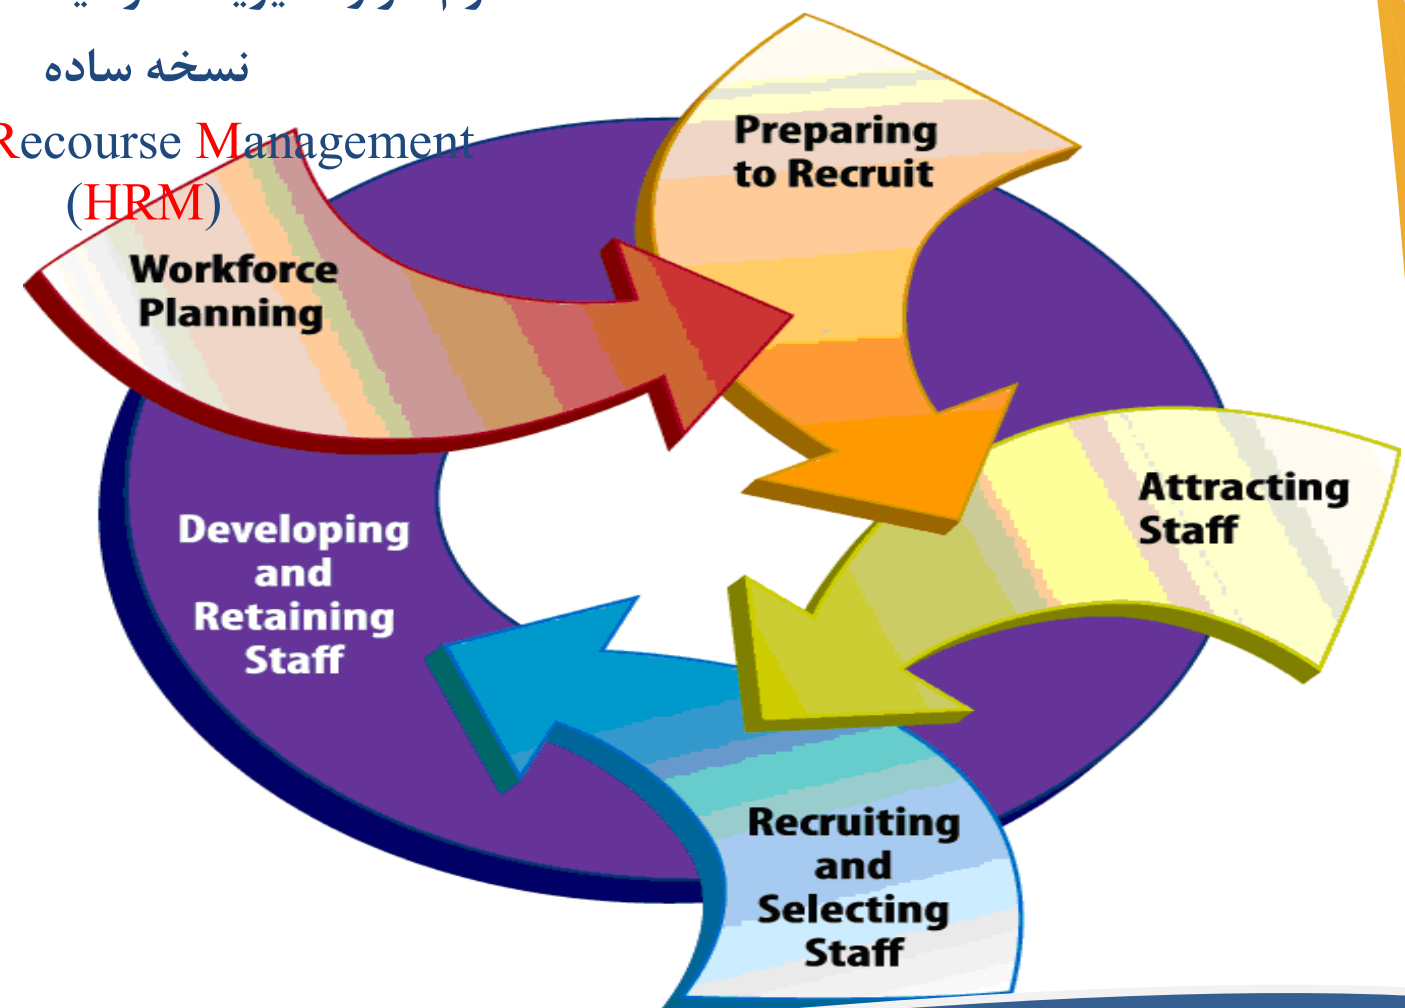 نسخه ساده
Recourse Management
(HRM)
Preparing
to Recruit
Workforce
Planning
Attracting
Staff
Developing
and
Retaining
Staff
Recruiting
and
Selecting
Staff